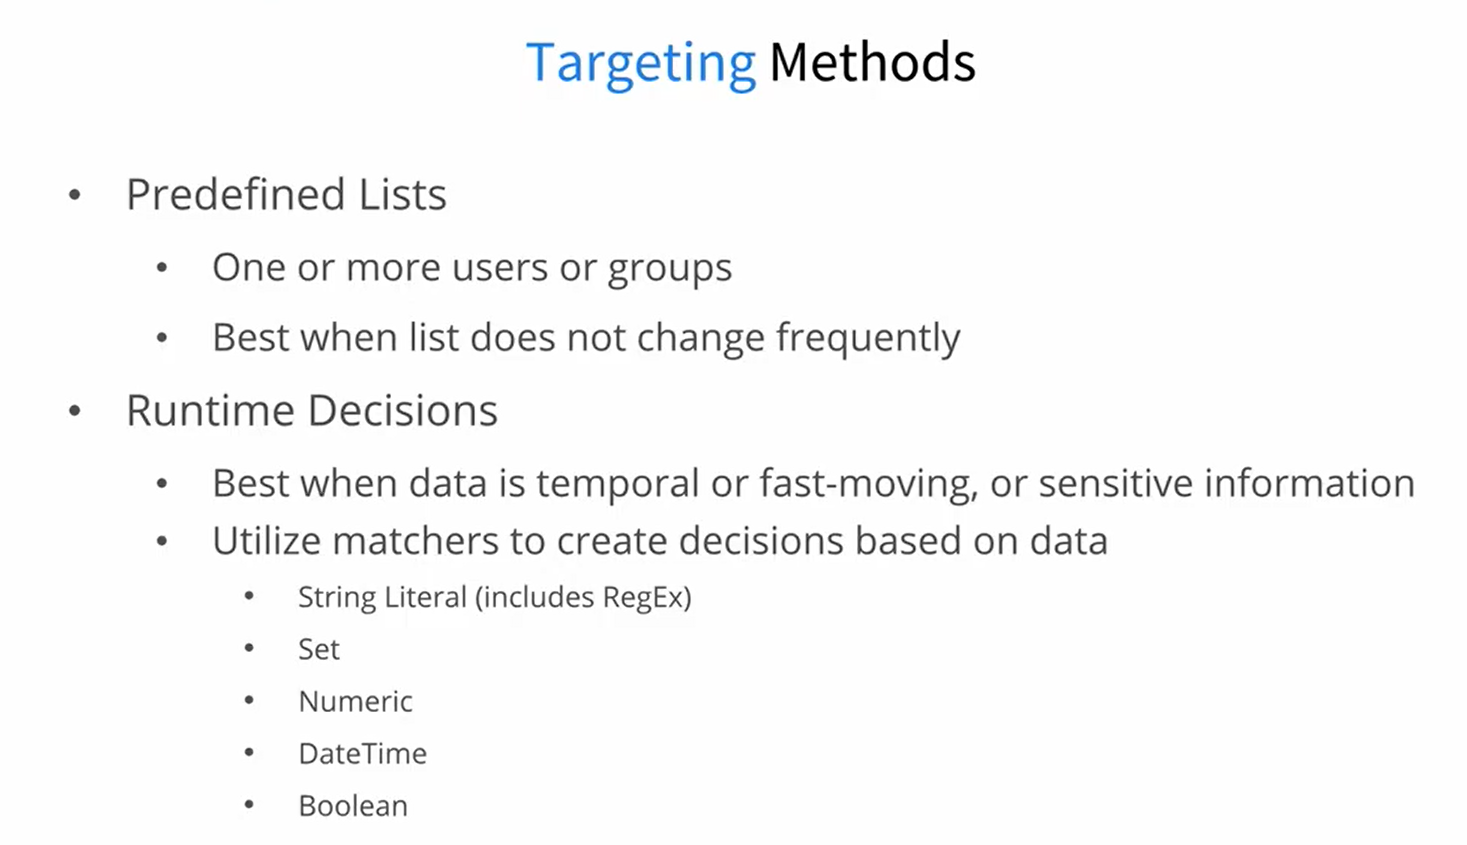 Targeting Methods
• Predefined Lists
• One or more users or groups
• Best when list does not change frequently
• Runtime Decisions
• Best when data is temporal or fast-moving, or sensitive information
• Utilize matchers to create decisions based on data
• String Literal (includes RegEx)
• Set
• Numeric
• DateTime
• Boolean